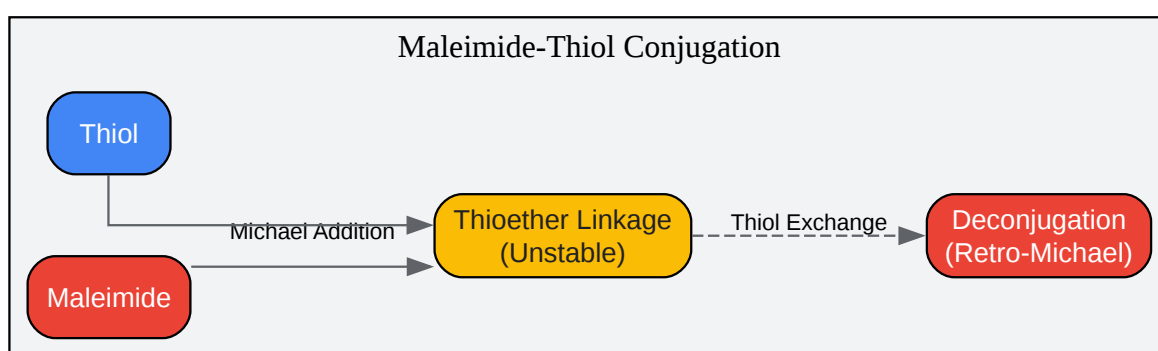 Maleimide-Thiol Conjugation
Thiol
Michael Addition
Maleimide
Thioether Linkage
(Unstable)
Thiol Exchange
Deconjugation
(Retro-Michael)